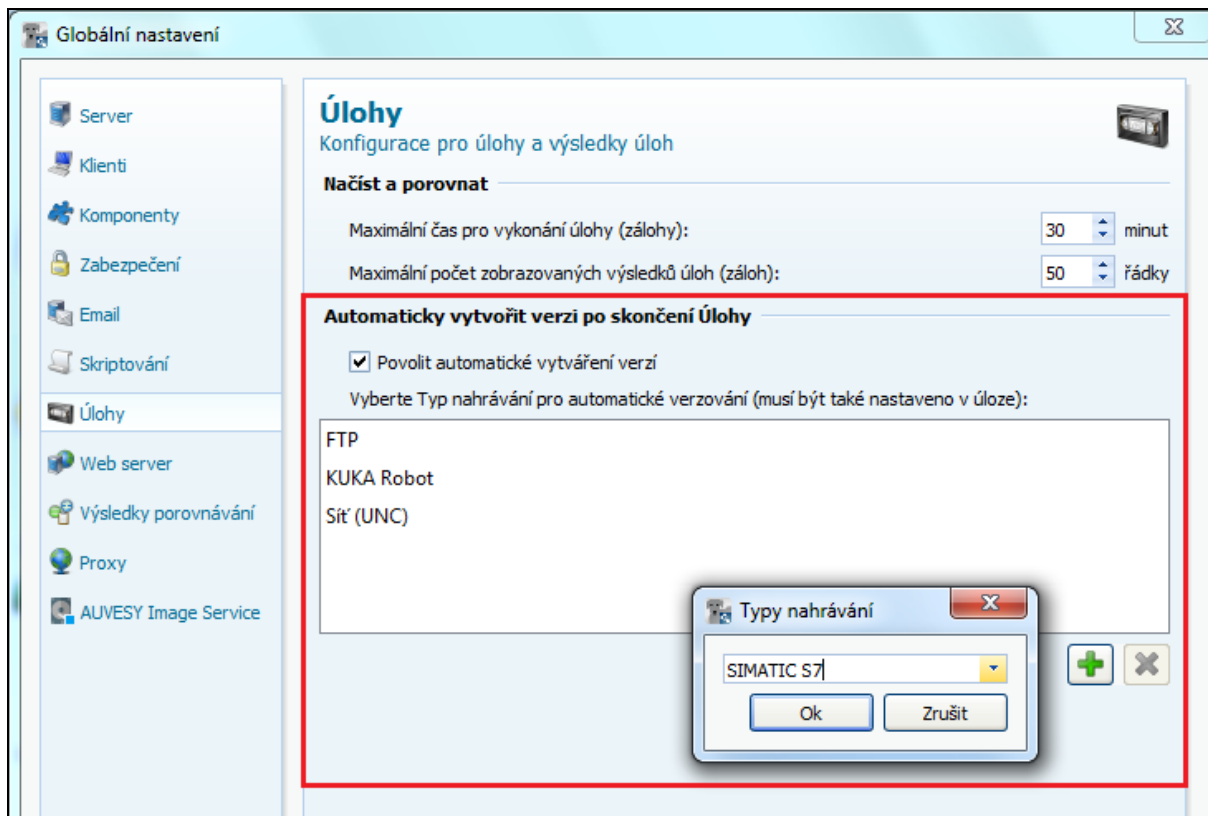 Globální nastavení
Server
Klienti
Komponenty
Zabezpečení
Email
Skriptování
Úlohy
Web server
Výsledky porovnávání
Proxy
AUVESY Image Service
Úlohy
Konfigurace pro úlohy a výsledky úloh
Načíst a porovnat
Maximální čas pro vykonání úlohy (zálohy): 30 minut
Maximální počet zobrazovaných výsledků úloh (záloh): 50 řádky
Automaticky vytvořit verzi po skončení Úlohy
Povolit automatické vytváření verzí
Vyberte Typ nahrávání pro automatické verzování (musí být také nastaveno v úloze):
FTP
KUKA Robot
Síť (UNC)
Typy nahrávání
SIMATIC S7
Ok Zrušit